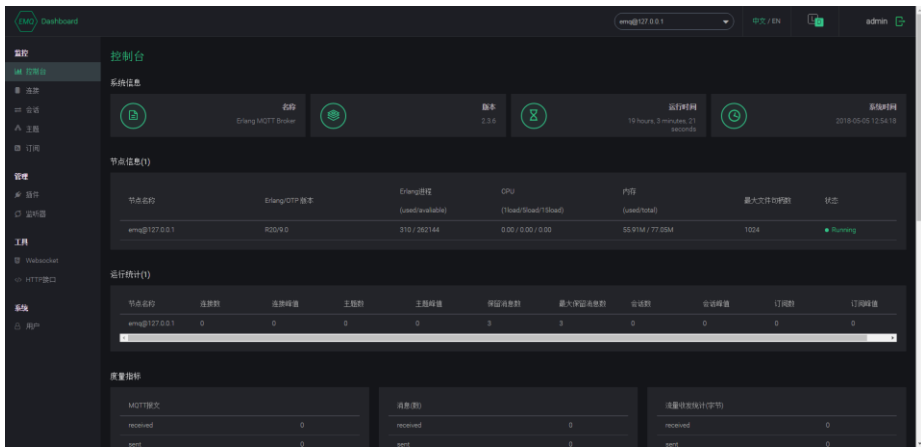 EMQ Dashboard
emq@127.0.0.1
中文 / EN
admin
监控
控制台
连接
会话
主题
订阅
管理
插件
监听器
工具
Websocket
HTTP接口
系统
用户
控制台
系统信息
名称
Erlang MQTT Broker
版本
2.3.6
运行时间
19 hours, 3 minutes, 21
seconds
系统时间
2018-05-05 12:54:18
节点信息(1)
节点名称 Erlang/OTP 版本 Erlang进程 (used/avaliable) CPU (1load/5load/15load) 内存 (used/total) 最大文件句柄数 状态
emq@127.0.0.1 R20/9.0 310 / 262144 0.00 / 0.00 / 0.00 55.91M / 77.05M 1024 Running
运行统计(1)
节点名称 连接数 连接峰值 主题数 主题峰值 保留消息数 最大保留消息数 会话数 会话峰值 订阅数 订阅峰值
emq@127.0.0.1 0 0 0 0 3 3 0 0 0 0
度量指标
MQTT报文
received 0
sent 0
消息(数)
received 0
sent 0
流量收发统计(字节)
received 0
sent 0